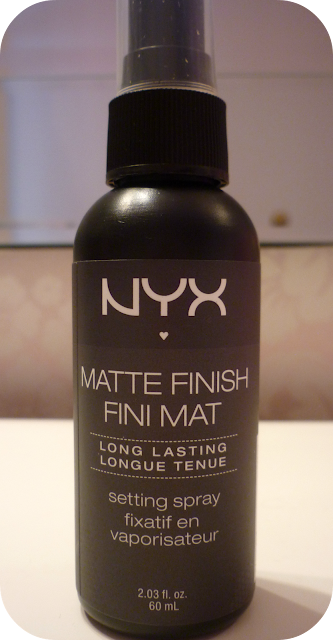 NYX
MATTE FINISH
FINI MAT
LONG LASTING
LONGUE TENUE
setting spray
fixatif en
vaporisateur
2.03 fl. oz.
60 mL